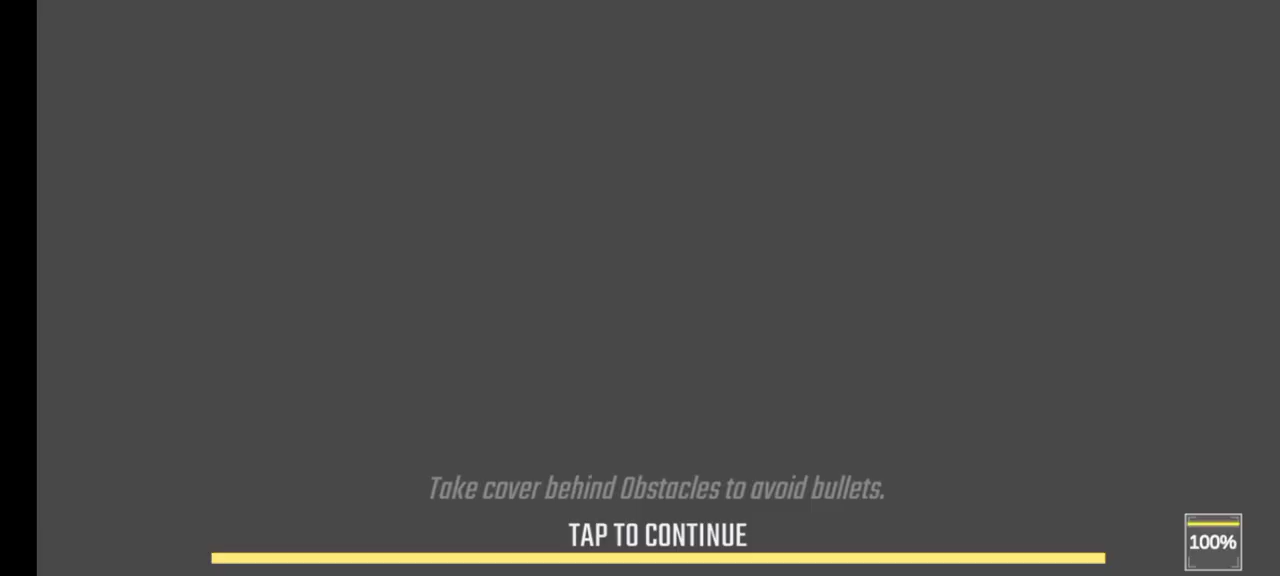 Take cover behind Obstacles to avoid bullets.
TAP TO CONTINUE
100%